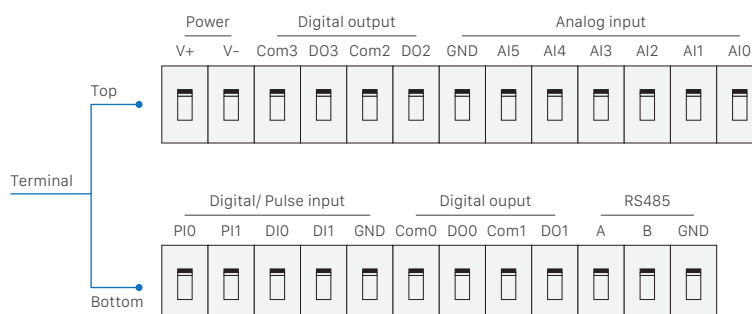 Power Digital output Analog input
V+ V- Com3 DO3 Com2 DO2 GND AI5 AI4 AI3 AI2 AI1 AI0
Top
Terminal
Digital/ Pulse input Digital ouput RS485
PI0 PI1 DI0 DI1 GND Com0 DO0 Com1 DO1 A B GND
Bottom